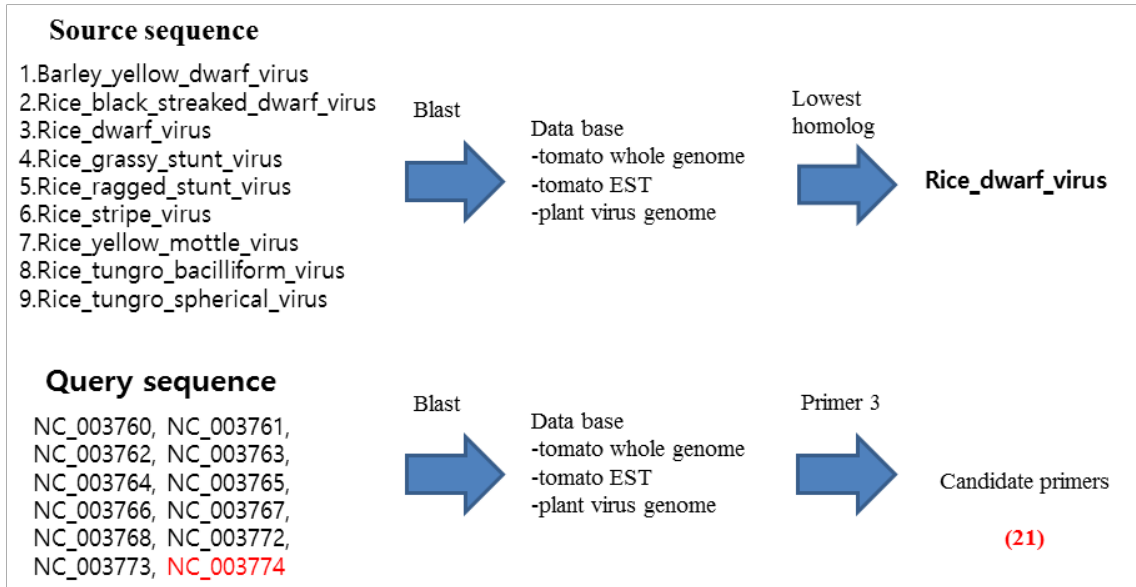 Source sequence
1.Barley_yellow_dwarf_virus
2.Rice_black_streaked_dwarf_virus
3.Rice_dwarf_virus
4.Rice_grassy_stunt_virus
5.Rice_ragged_stunt_virus
6.Rice_stripe_virus
7.Rice_yellow_mottle_virus
8.Rice_tungro_bacilliform_virus
9.Rice_tungro_spherical_virus
Blast
Data base
-tomato whole genome
-tomato EST
-plant virus genome
Lowest
homolog
Rice_dwarf_virus
Query sequence
NC_003760, NC_003761,
NC_003762, NC_003763,
NC_003764, NC_003765,
NC_003766, NC_003767,
NC_003768, NC_003772,
NC_003773, NC_003774
Blast
Data base
-tomato whole genome
-tomato EST
-plant virus genome
Primer 3
Candidate primers
(21)